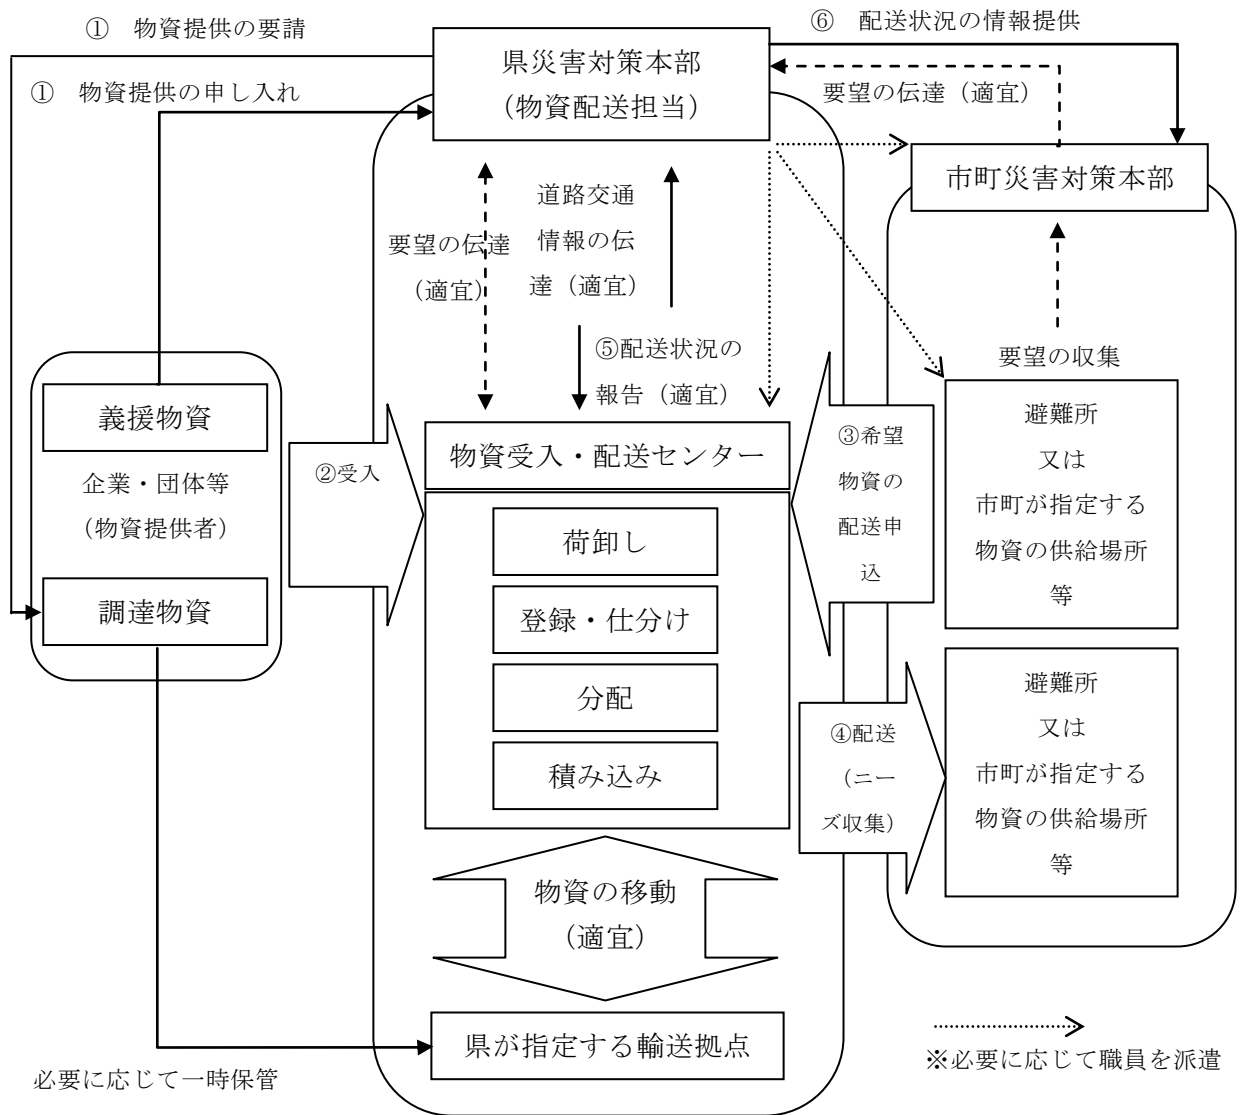 ① 物資提供の要請
⑥ 配送状況の情報提供
県災害対策本部
(物資配送担当)
① 物資提供の申し入れ
要望の伝達(適宜)
市町災害対策本部
要望の伝達
(適宜)
道路交通
情報の伝
達(適宜)
⑤配送状況の
報告(適宜)
要望の収集
義援物資
企業・団体等
(物資提供者)
調達物資
②受入
物資受入・配送センター
荷卸し
登録・仕分け
分配
積み込み
③希望
物資の
配送申
込
避難所
又は
市町が指定する
物資の供給場所
等
④配送
(ニー
ズ収集)
避難所
又は
市町が指定する
物資の供給場所
等
物資の移動
(適宜)
県が指定する輸送拠点
必要に応じて一時保管
※必要に応じて職員を派遣